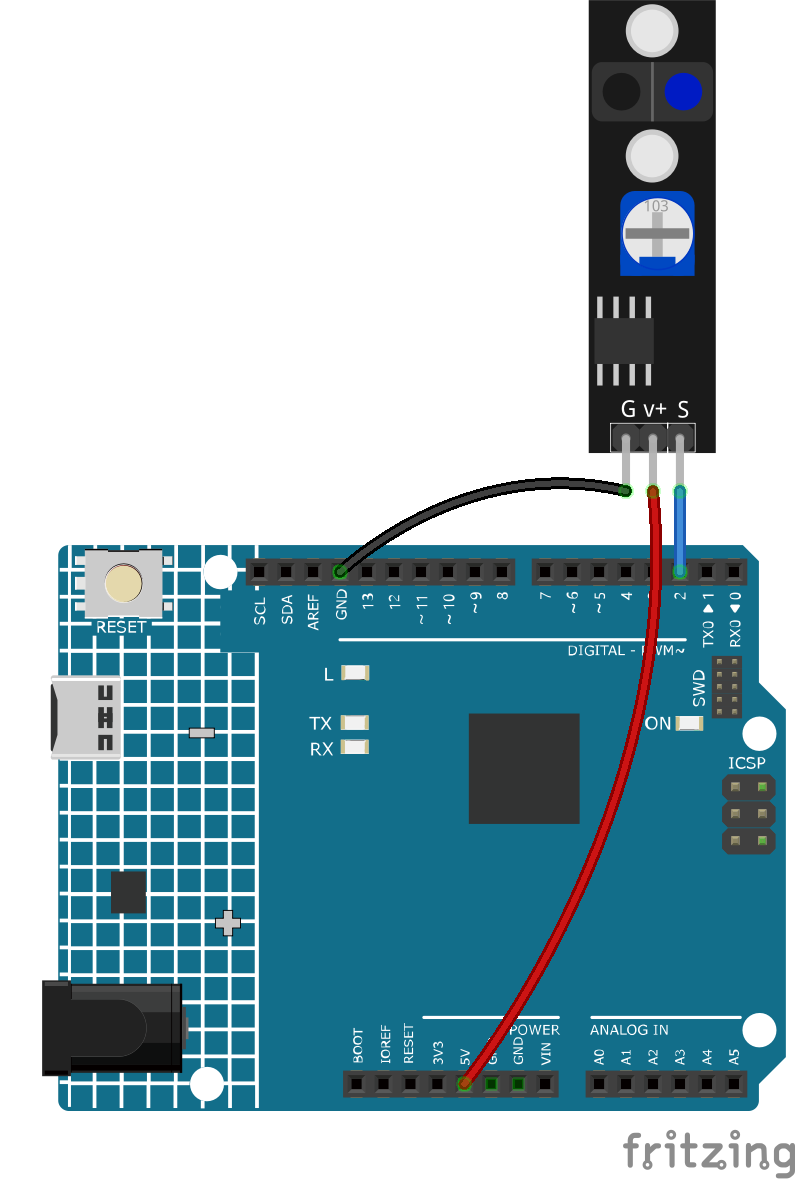 103
G v+ S
RESET
SCL
SDA
AREF
GND
13
12
~11
~10
~9
8
7
~6
~5
4
2
TX0▶1
RX0◀0
DIGITAL - PWM~
L
TX
RX
ON
SWD
ICSP
BOOT
IOREF
RESET
3V3
5V
GND
VIN
POWER
ANALOG IN
A0
A1
A2
A3
A4
A5
fritzing